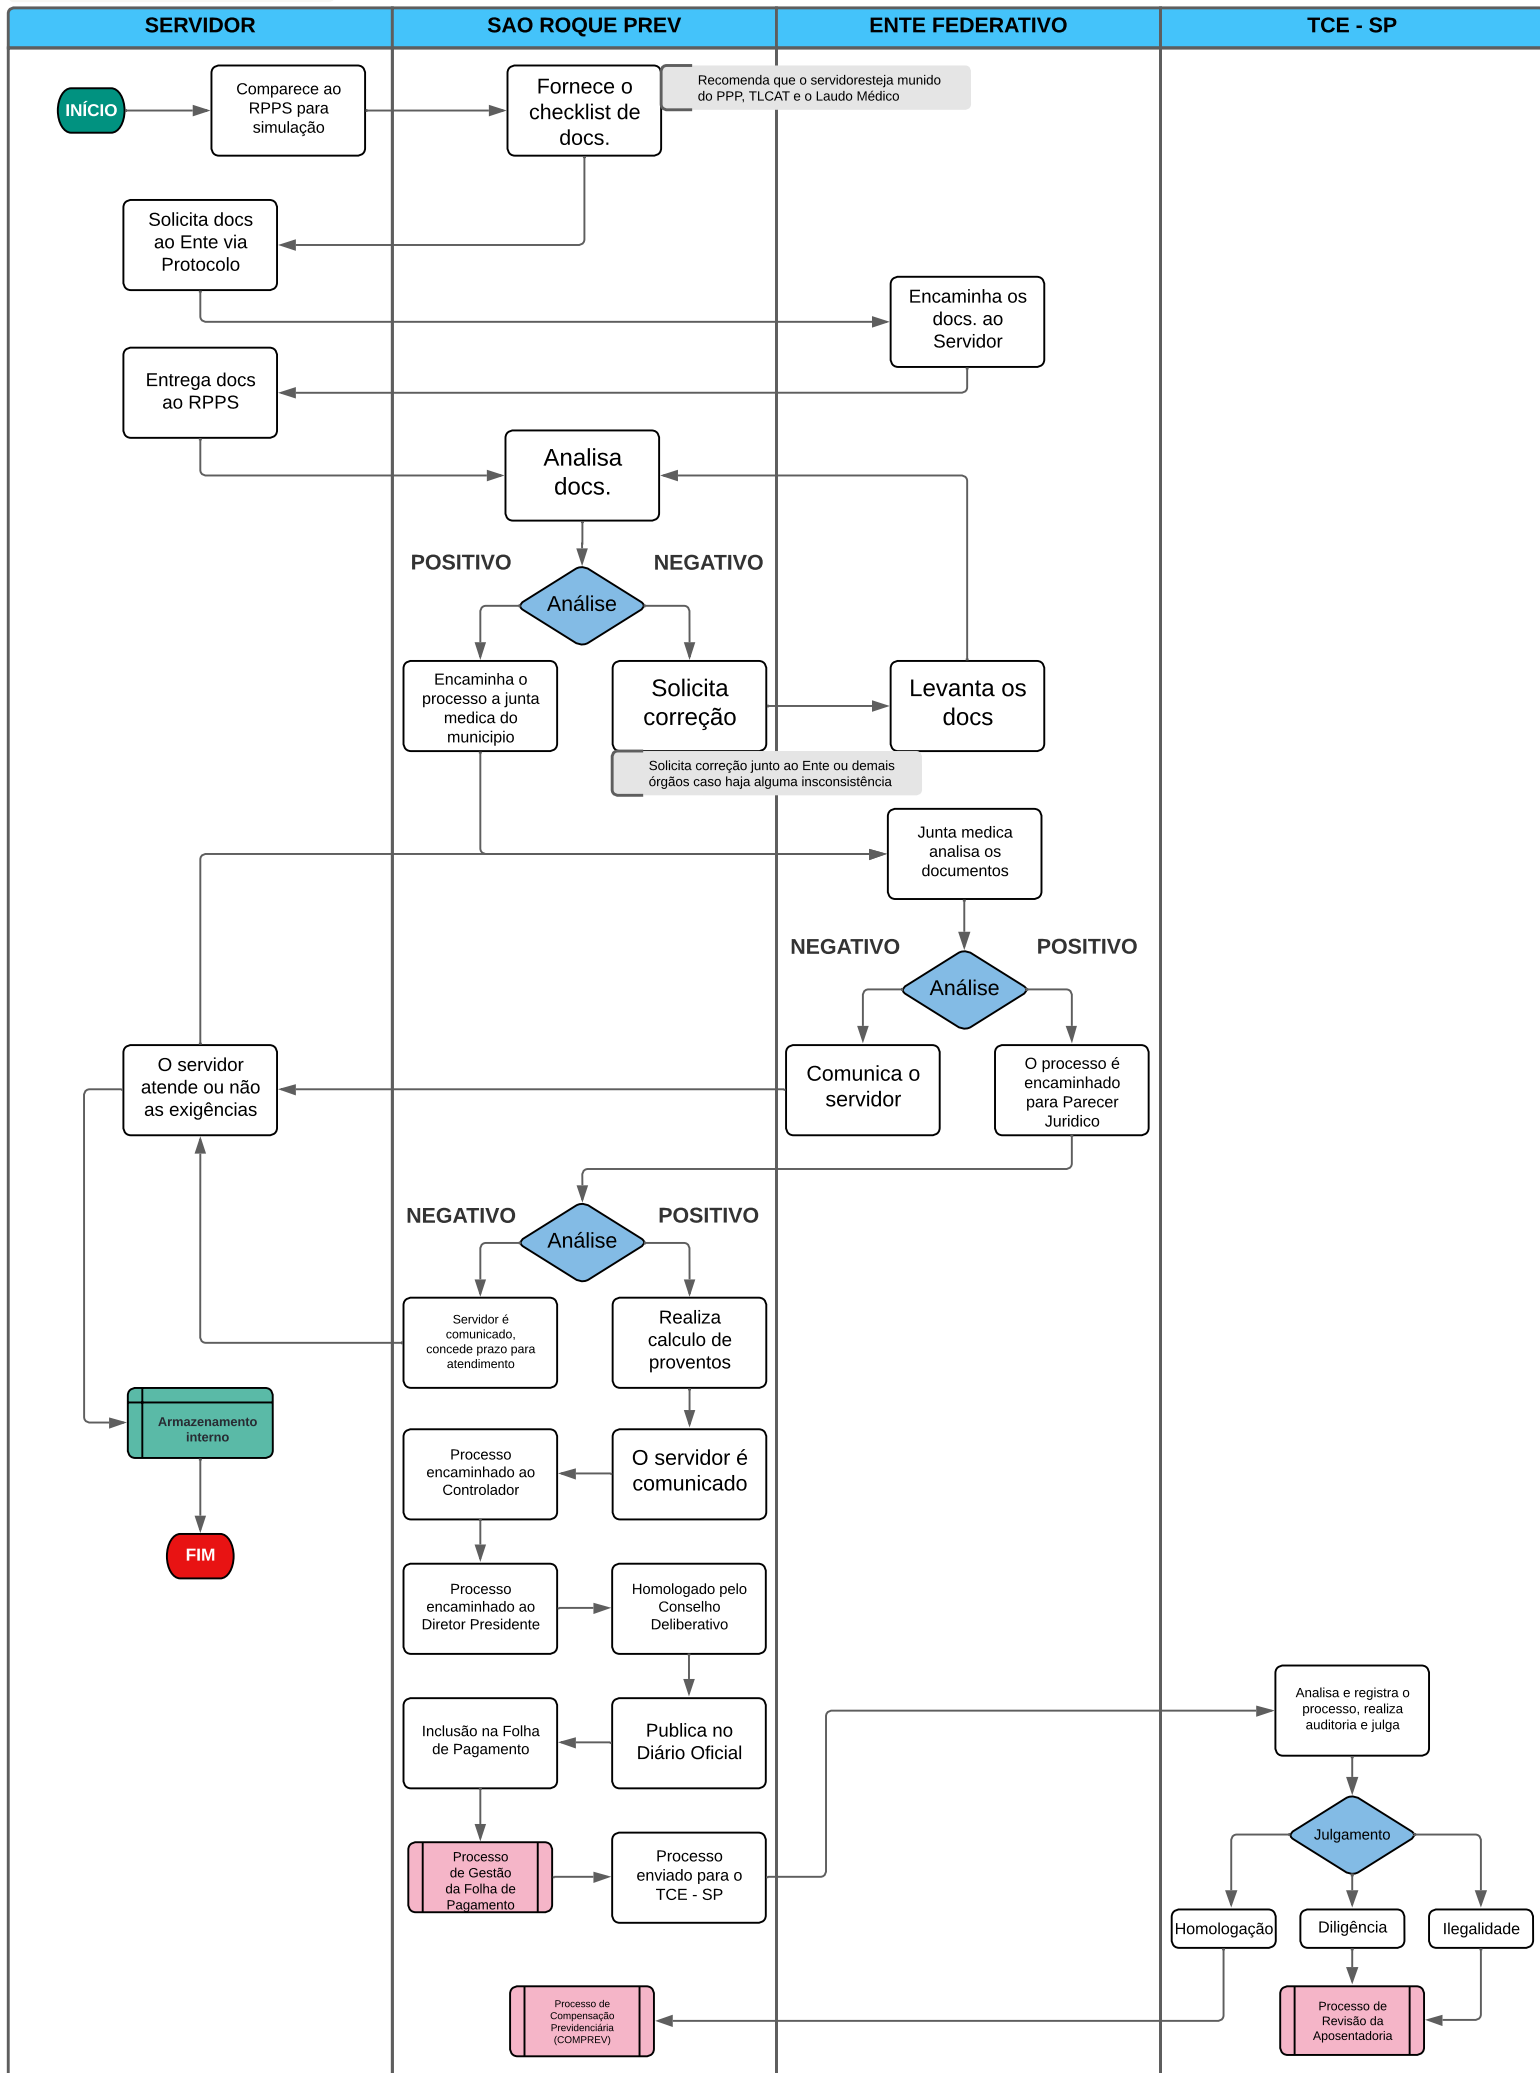 SERVIDOR
SAO ROQUE PREV
ENTE FEDERATIVO
TCE - SP
INÍCIO
Comparece ao
RPPS para
simulação
Fornece o
checklist de
docs.
Recomenda que o servidoresteja munido
do PPP, TLCAT e o Laudo Médico
Solicita docs
ao Ente via
Protocolo
Encaminha os
docs. ao
Servidor
Entrega docs
ao RPPS
Analisa
docs.
POSITIVO
NEGATIVO
Análise
Encaminha o
processo a junta
medica do
municipio
Solicita
correção
Levanta os
docs
Solicita correção junto ao Ente ou demais
órgãos caso haja alguma insconsistência
Junta medica
analisa os
documentos
NEGATIVO
POSITIVO
Análise
O servidor
atende ou não
as exigências
Comunica o
servidor
O processo é
encaminhado
para Parecer
Juridico
NEGATIVO
POSITIVO
Análise
Servidor é
comunicado,
concede prazo para
atendimento
Realiza
calculo de
proventos
Armazenamento
interno
Processo
encaminhado ao
Controlador
O servidor é
comunicado
FIM
Processo
encaminhado ao
Diretor Presidente
Homologado pelo
Conselho
Deliberativo
Inclusão na Folha
de Pagamento
Publica no
Diário Oficial
Analisa e registra o
processo, realiza
auditoria e julga
Julgamento
Processo
de Gestão
da Folha de
Pagamento
Processo
enviado para o
TCE - SP
Homologação
Diligência
Ilegalidade
Processo de
Compensação
Previdenciária
(COMPREV)
Processo de
Revisão da
Aposentadoria